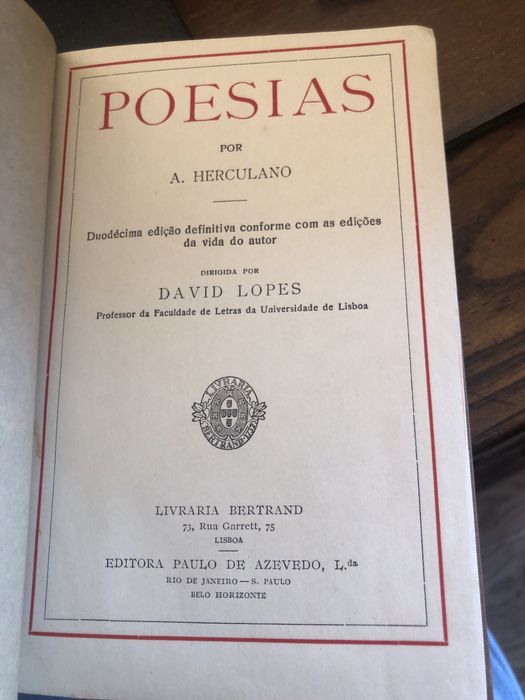 POESIAS
POR
A. HERCULANO
Duodécima edição definitiva conforme com as edições
da vida do autor
DIRIGIDA POR
DAVID LOPES
Professor da Faculdade de Letras da Universidade de Lisboa
LIVRARIA
BERTRAND
LIVRARIA BERTRAND
73, Rua Garrett, 75
LISBOA
EDITORA PAULO DE AZEVEDO, L.da
RIO DE JANEIRO — S. PAULO
BELO HORIZONTE